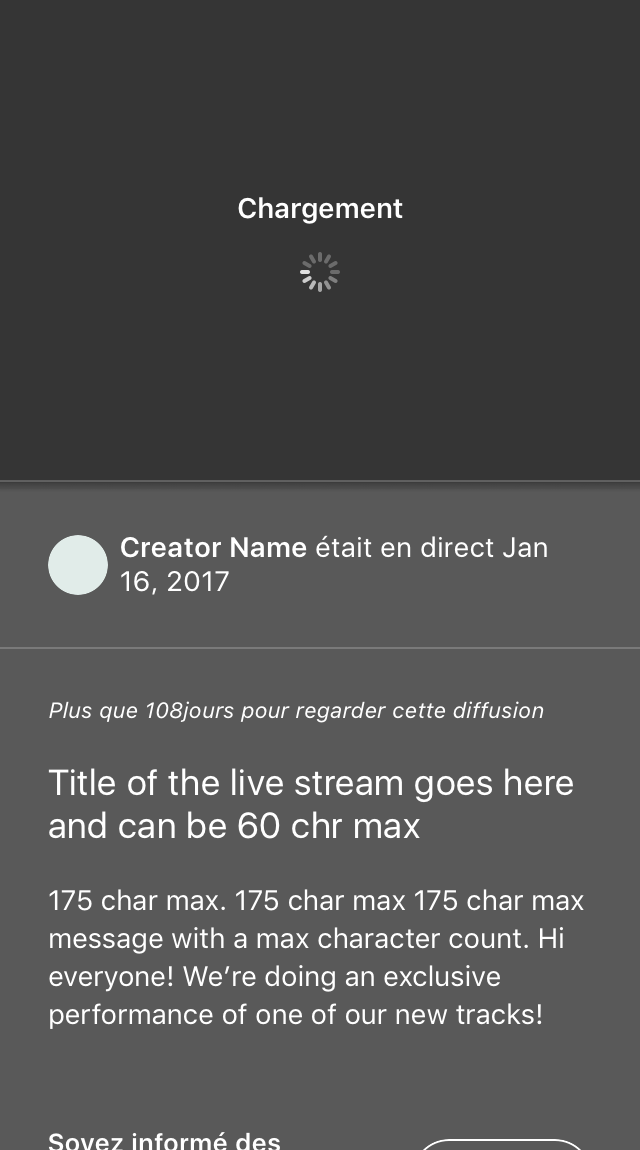 Chargement
Creator Name était en direct Jan
16, 2017
Plus que 108jours pour regarder cette diffusion
Title of the live stream goes here
and can be 60 chr max
175 char max. 175 char max 175 char max
message with a max character count. Hi
everyone! We’re doing an exclusive
performance of one of our new tracks!
Soyez informé des